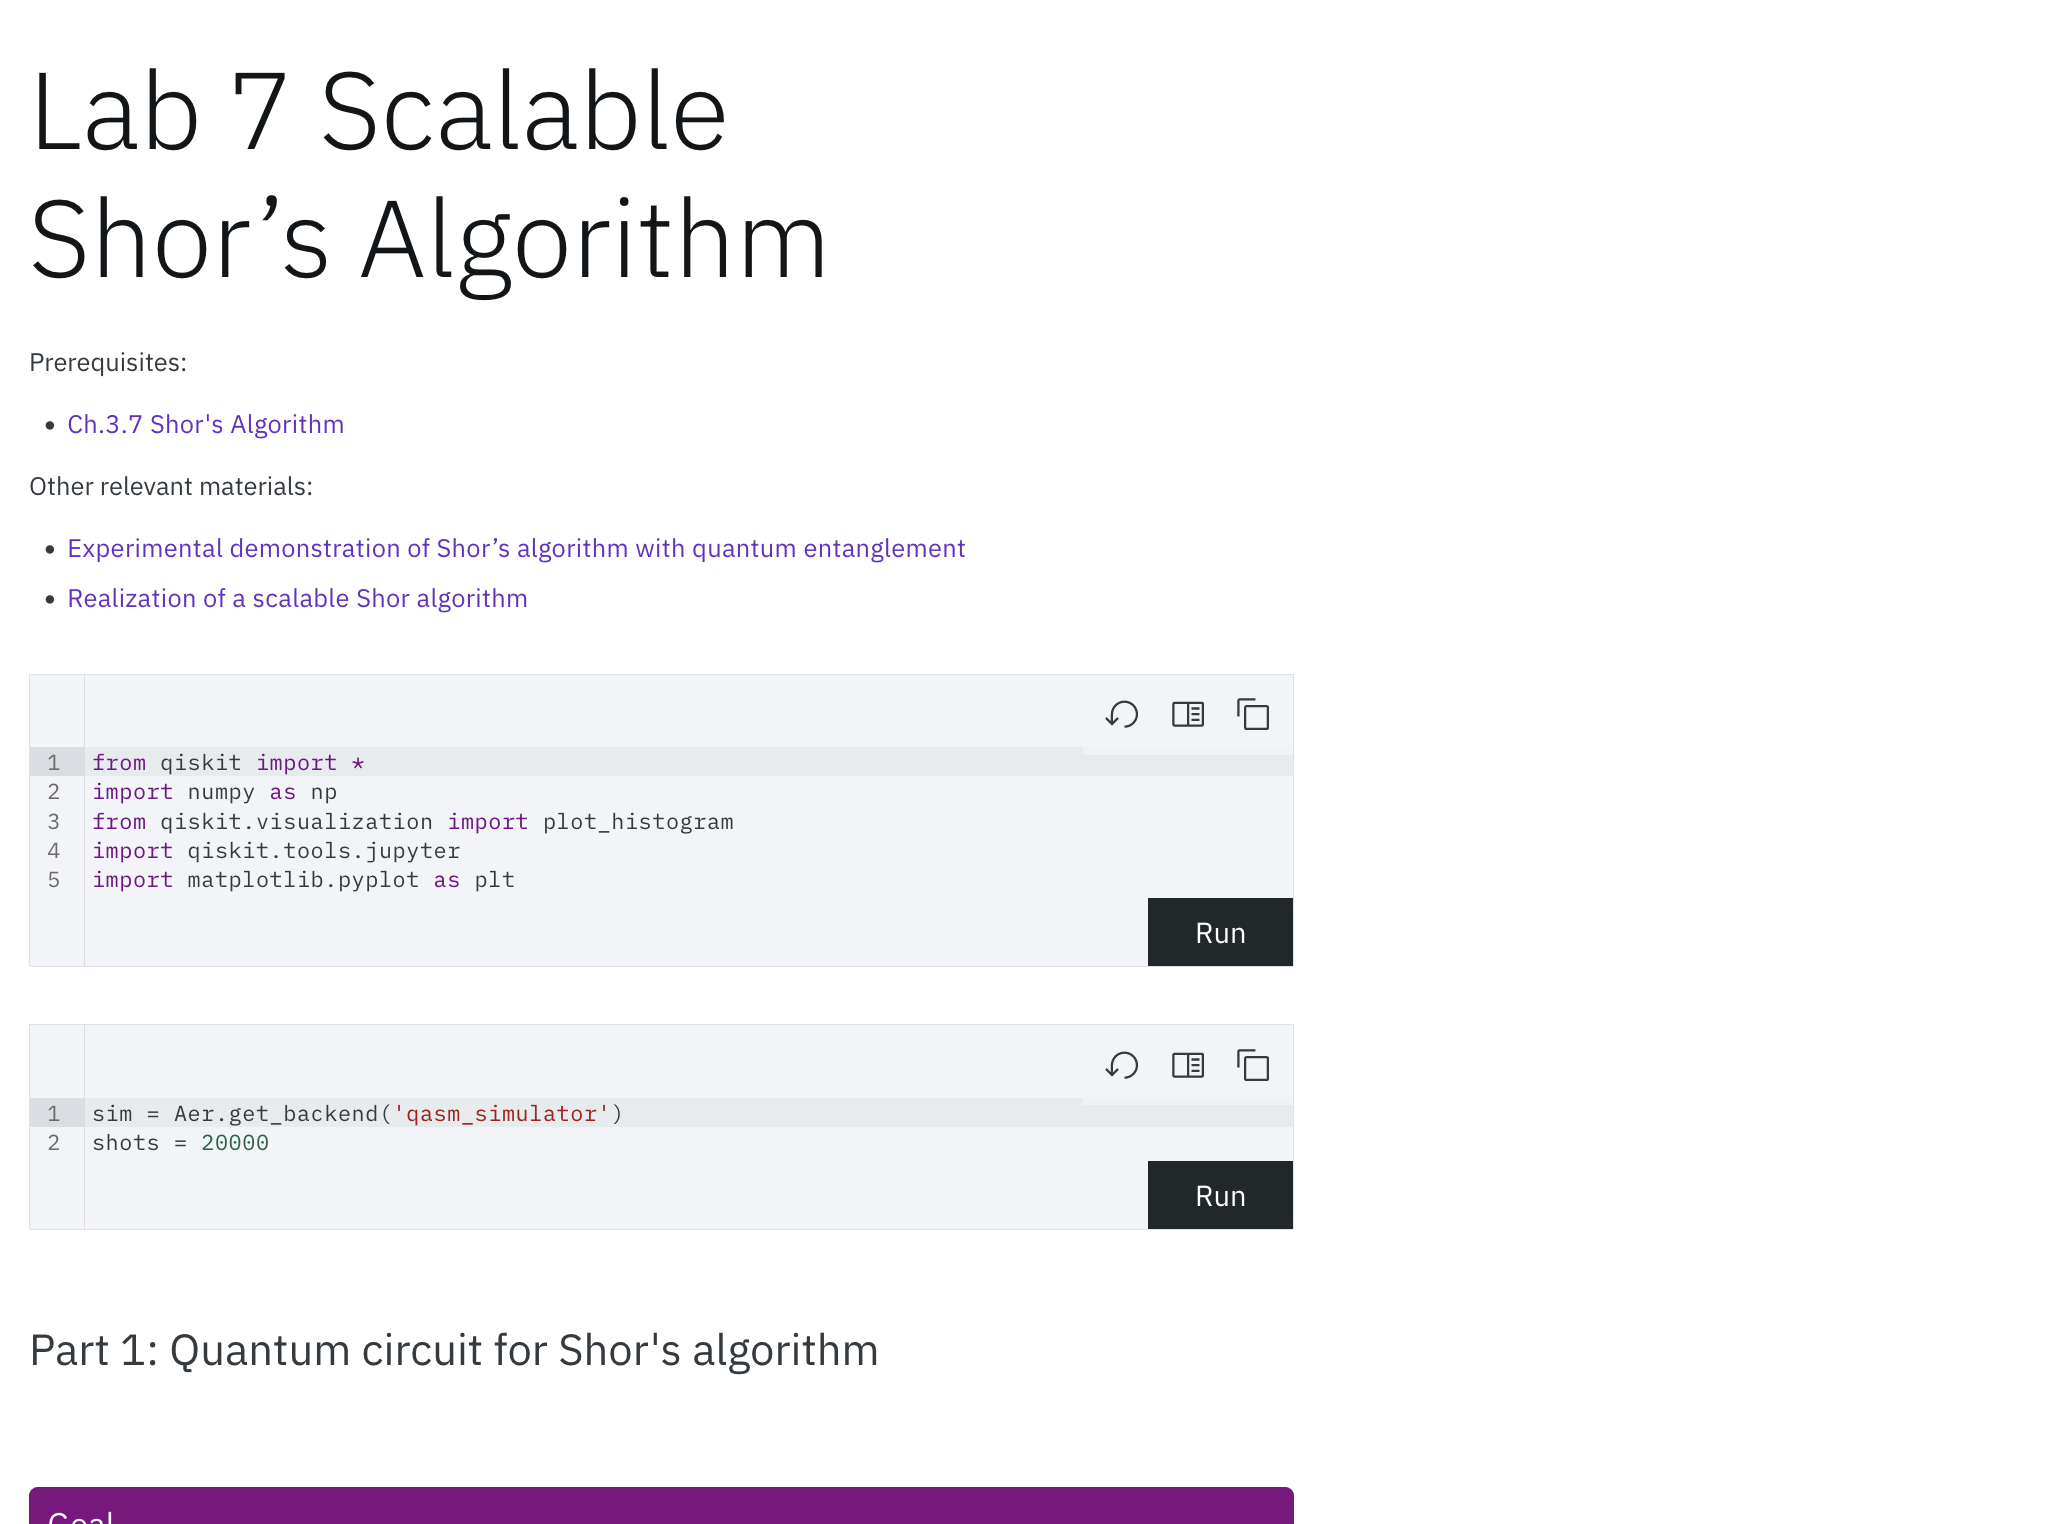 Lab 7 Scalable
Shor’s Algorithm
Prerequisites:
Ch.3.7 Shor's Algorithm
Other relevant materials:
Experimental demonstration of Shor’s algorithm with quantum entanglement
Realization of a scalable Shor algorithm
1 from qiskit import *
2 import numpy as np
3 from qiskit.visualization import plot_histogram
4 import qiskit.tools.jupyter
5 import matplotlib.pyplot as plt
Run
1 sim = Aer.get_backend('qasm_simulator')
2 shots = 20000
Run
Part 1: Quantum circuit for Shor's algorithm
Goal